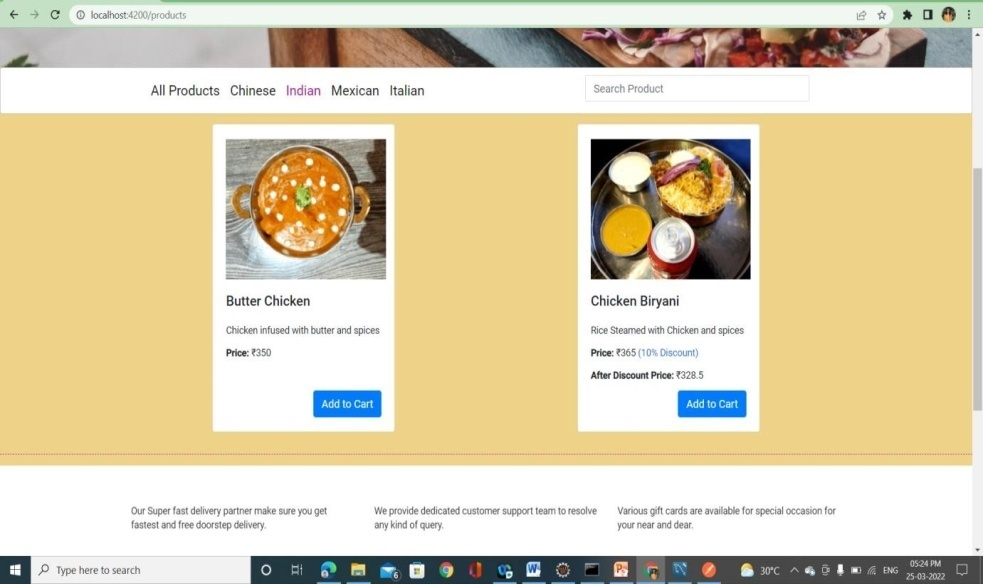 localhost:4200/products
All Products Chinese Indian Mexican Italian
Search Product
Butter Chicken
Chicken infused with butter and spices
Price: ₹350
Add to Cart
Chicken Biryani
Rice Steamed with Chicken and spices
Price: ₹365 (10% Discount)
After Discount Price: ₹328.5
Add to Cart
Our Super fast delivery partner make sure you get
fastest and free doorstep delivery.
We provide dedicated customer support team to resolve
any kind of query.
Various gift cards are available for special occasion for
your near and dear.
Type here to search
6
30°C
ENG
05:24 PM
25-03-2022